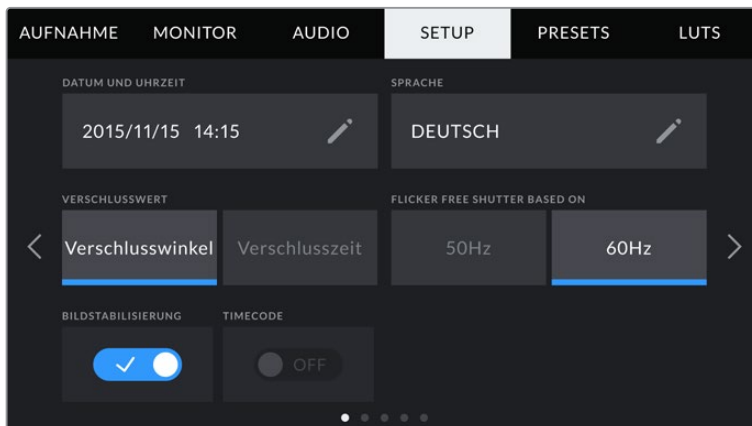 AUFNAHME MONITOR AUDIO SETUP PRESETS LUTS
DATUM UND UHRZEIT SPRACHE
2015/11/15 14:15 DEUTSCH
VERSCHLUSSWERT FLICKER FREE SHUTTER BASED ON
Verschlusswinkel Verschlusszeit 50Hz 60Hz
BILDSTABILISIERUNG TIMECODE
OFF